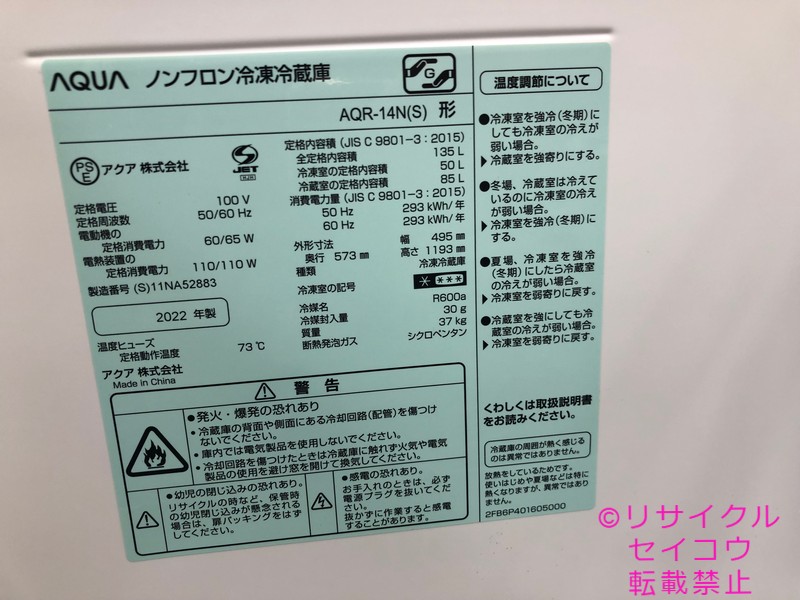 AQUA ノンフロン冷凍冷蔵庫
G
AQR-14N(S) 形
PS
E
アクア 株式会社
S
JET
定格電圧 100 V
定格周波数 50/60 Hz
電動機の
定格消費電力 60/65 W
電熱装置の
定格消費電力 110/110 W
製造番号 (S)11NA52883
2022 年製
温度ヒューズ
定格動作温度 73 ℃
アクア 株式会社
Made in China
定格内容積 (JIS C 9801-3：2015)
全定格内容積 135 L
冷凍室の定格内容積 50 L
冷蔵室の定格内容積 85 L
消費電力量 (JIS C 9801-3：2015)
50 Hz 293 kWh/年
60 Hz 293 kWh/年
外形寸法 幅 495 ㎜
奥行 573 ㎜ 高さ 1193 ㎜
種類 冷凍冷蔵庫
冷凍室の記号 * ***
冷媒名 R600a
冷媒封入量 30 g
質量 37 kg
断熱発泡ガス シクロペンタン
警告
●発火・爆発の恐れあり
・冷蔵庫の背面や側面にある冷却回路(配管)を傷つけ
ないでください。
・庫内では電気製品を使用しないでください。
・冷却回路を傷つけたときは冷蔵庫に触れず火気や電気
製品の使用を避け窓を開けて換気してください。
●幼児の閉じ込みの恐れあり。
リサイクルの時など、保管時
の幼児閉じ込みが懸念される
場合は、扉パッキングをはず
してください。
●感電の恐れあり。
お手入れのときは、必ず
電源プラグを抜いてくだ
さい。
抜かずに作業すると感電
することがあります。
温度調節について
●冷凍室を強冷(冬期)に
しても冷凍室の冷えが
弱い場合。
▶冷蔵室を強寄りにする。
●冬場、冷蔵室は冷えて
いるのに冷凍室の冷え
が弱い場合。
▶冷凍室を強冷(冬期)に
する。
●夏場、冷凍室を強冷
(冬期)にしたら冷蔵室
の冷えが弱い場合。
▶冷凍室を弱寄りに戻す。
●冷蔵室を強にしても冷
蔵室の冷えが弱い場合。
▶冷凍室を弱寄りに戻す。
くわしくは取扱説明書
をお読みください。
冷蔵庫の周囲が熱く感じる
のは異常ではありません。
放熱をしているためです。
使いはじめや夏場などは特に
熱くなりますが、異常ではあり
ません。
2FB6P401605000
©リサイクル
セイコウ
転載禁止